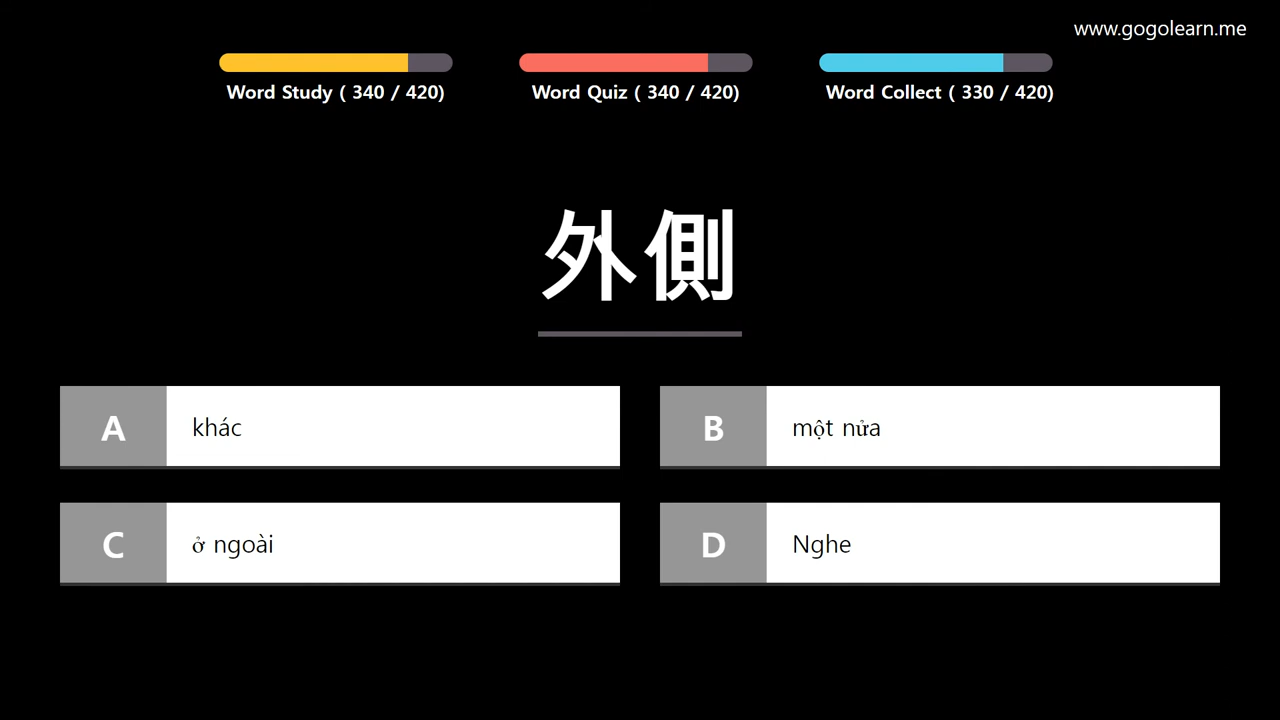 www.gogolearn.me
Word Study ( 340 / 420)
Word Quiz ( 340 / 420)
Word Collect ( 330 / 420)
外側
A khác
B một nửa
C ở ngoài
D Nghe